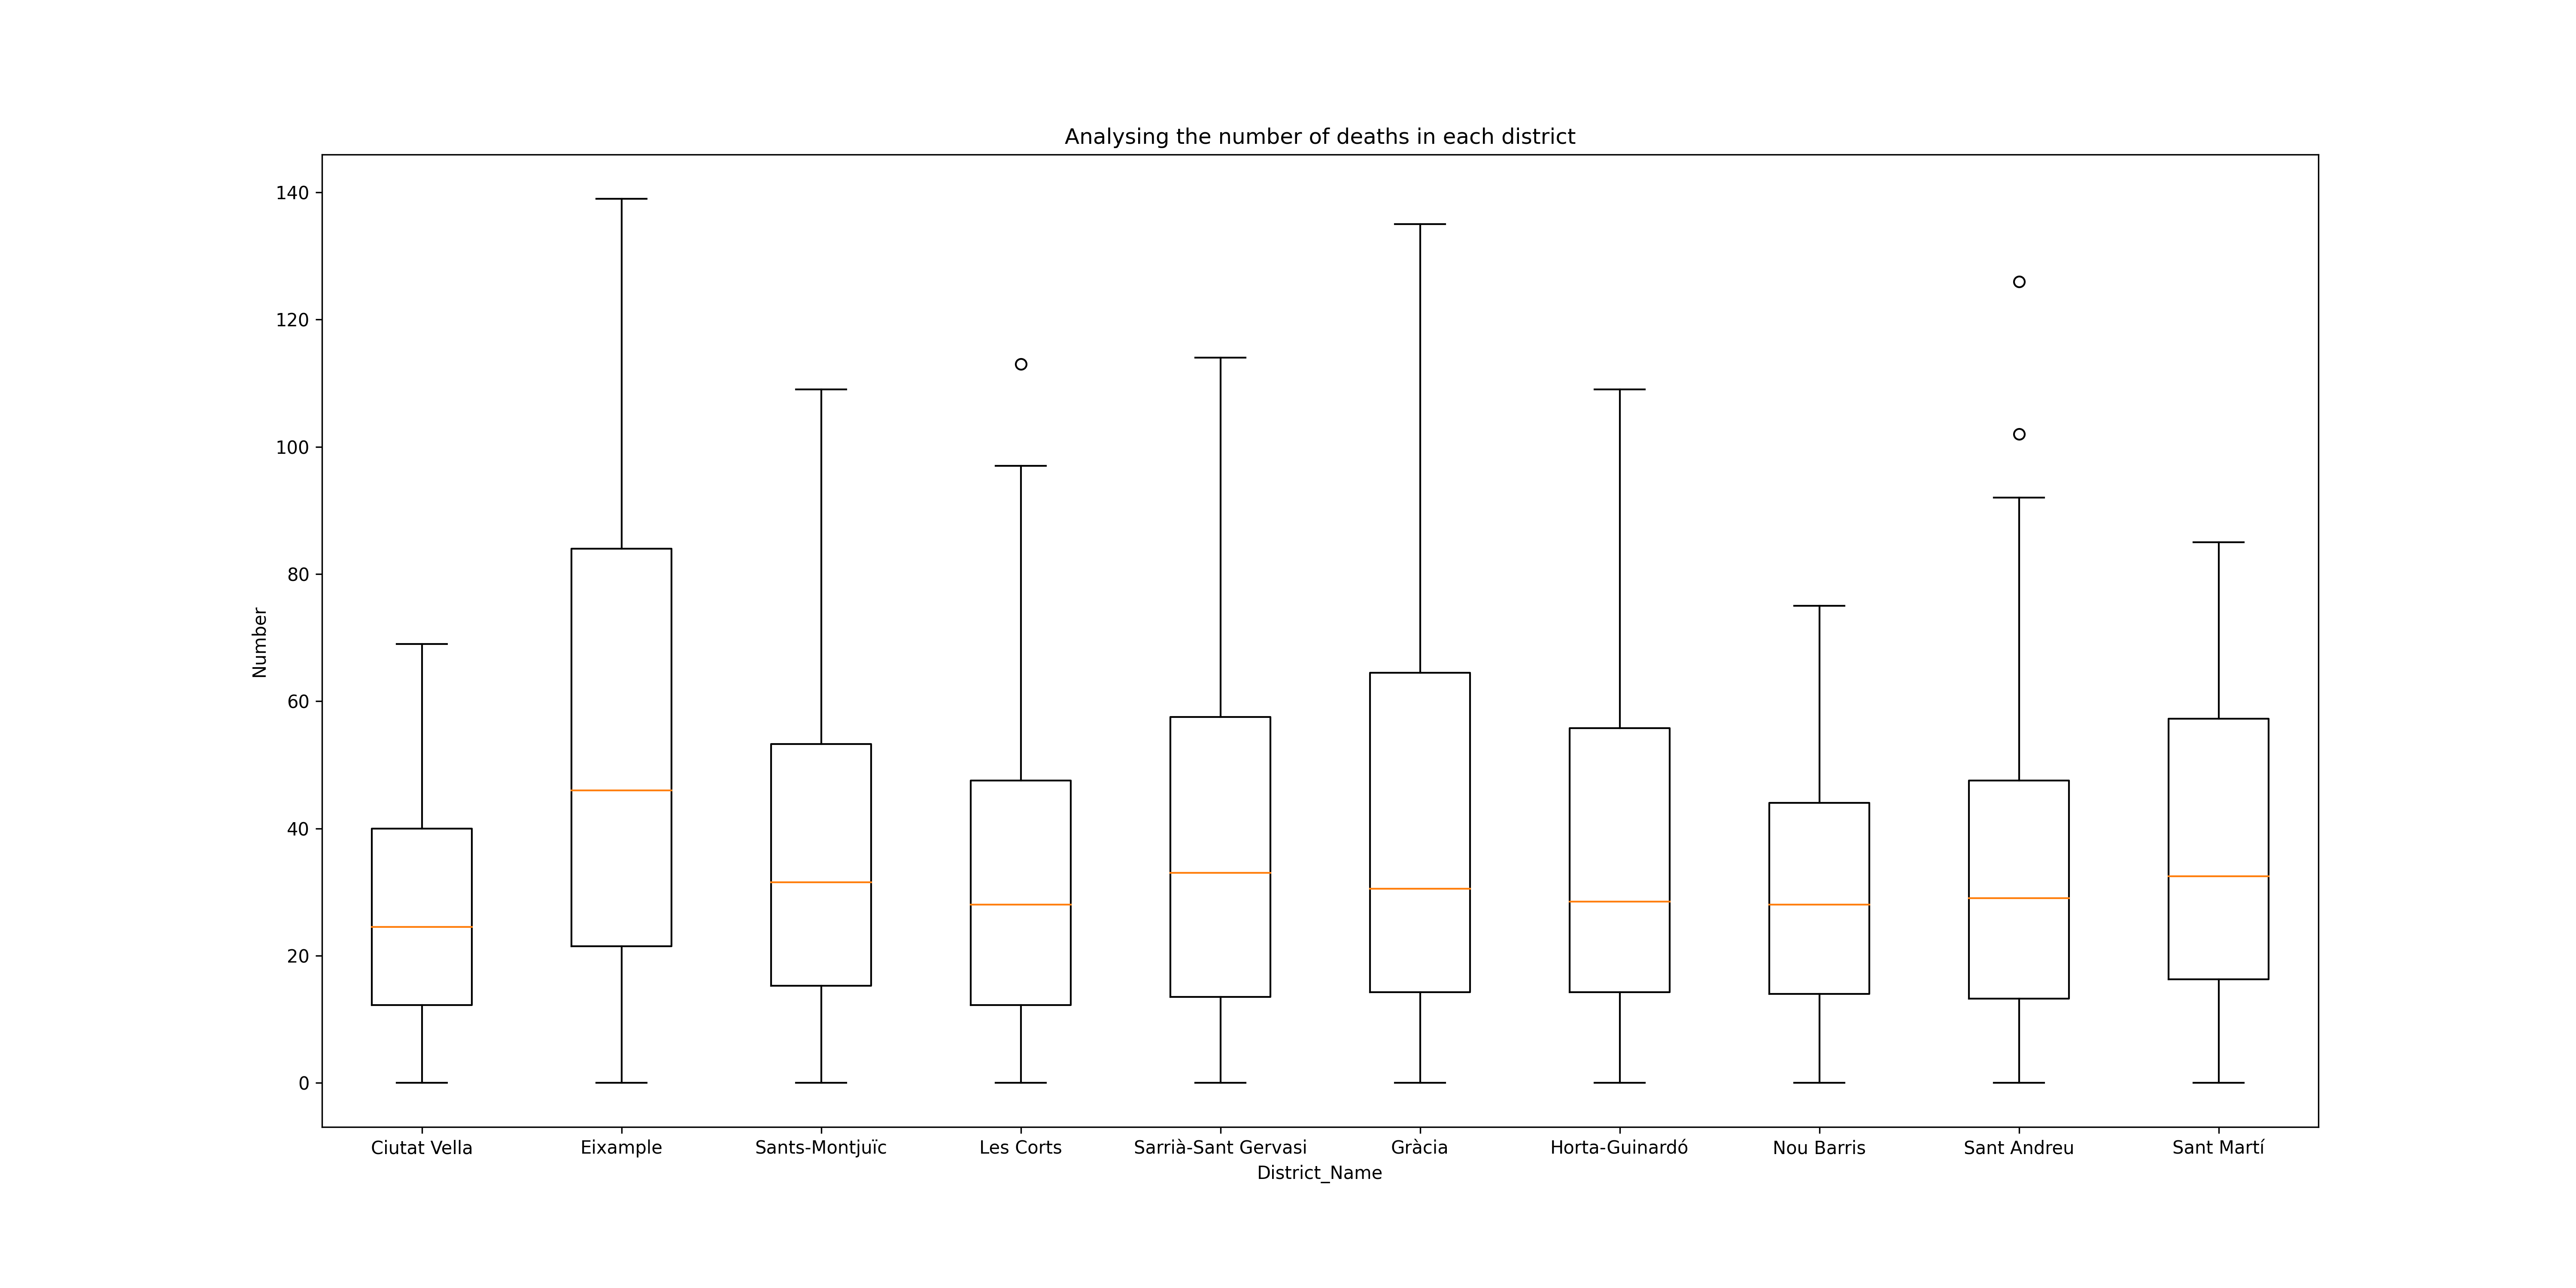 Analysing the number of deaths in each district
140
120
100
80
60
40
20
0
Number
Ciutat Vella
Eixample
Sants-Montjuïc
Les Corts
Sarrià-Sant Gervasi
Gràcia
Horta-Guinardó
Nou Barris
Sant Andreu
Sant Martí
District_Name